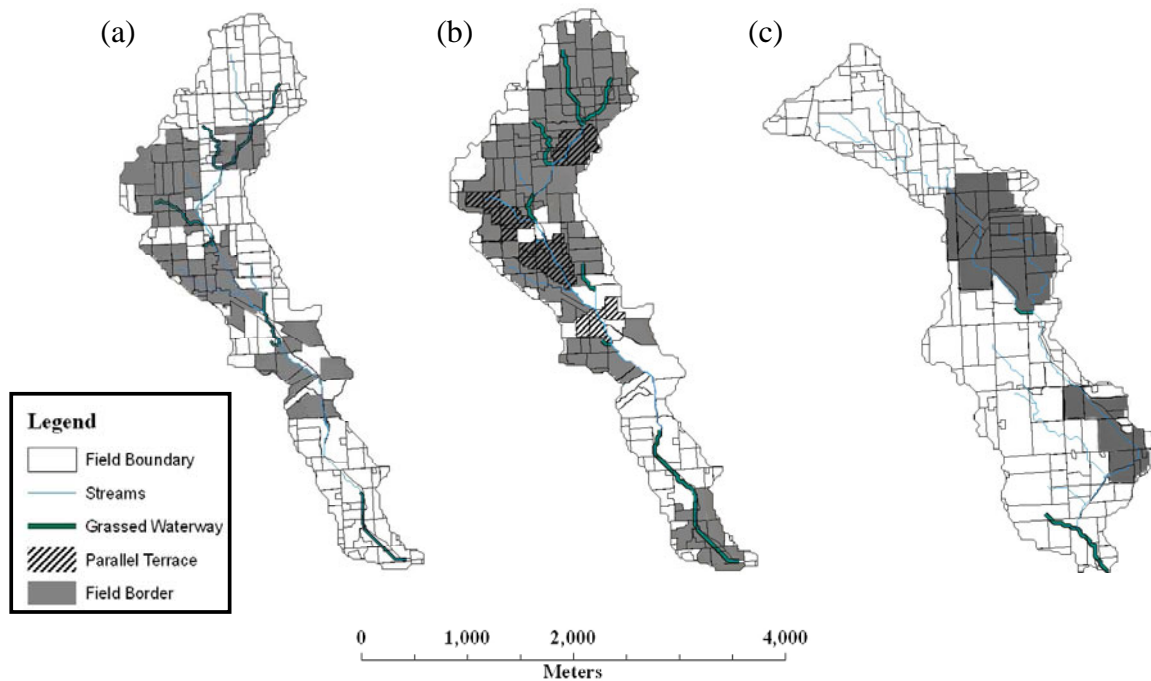 (a)
(b)
(c)
Legend
Field Boundary
Streams
Grassed Waterway
Parallel Terrace
Field Border
0 1,000 2,000 4,000
Meters